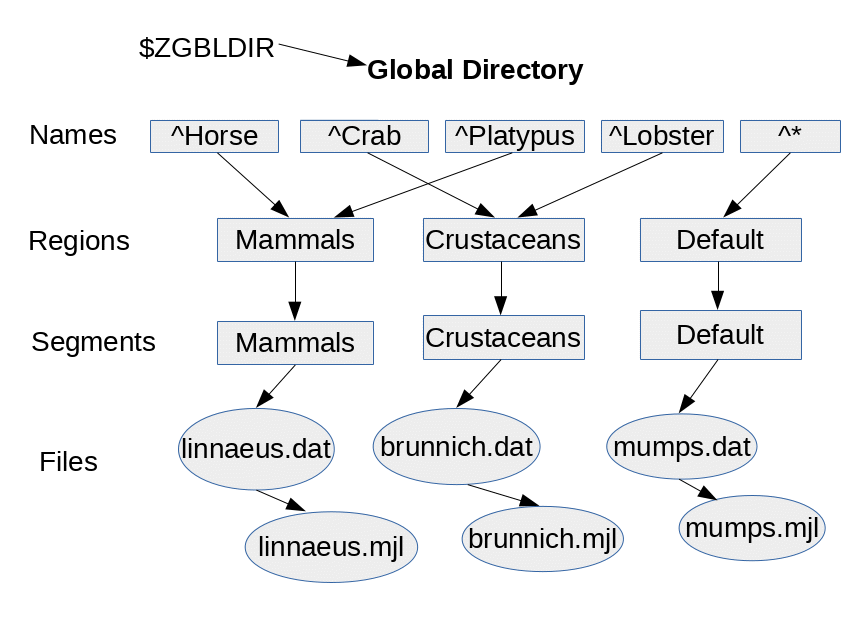 $ZGBLDIR
Global Directory
Names
^Horse
^Crab
^Platypus
^Lobster
^*
Regions
Mammals
Crustaceans
Default
Segments
Mammals
Crustaceans
Default
Files
linnaeus.dat
brunnich.dat
mumps.dat
linnaeus.mjl
brunnich.mjl
mumps.mjl